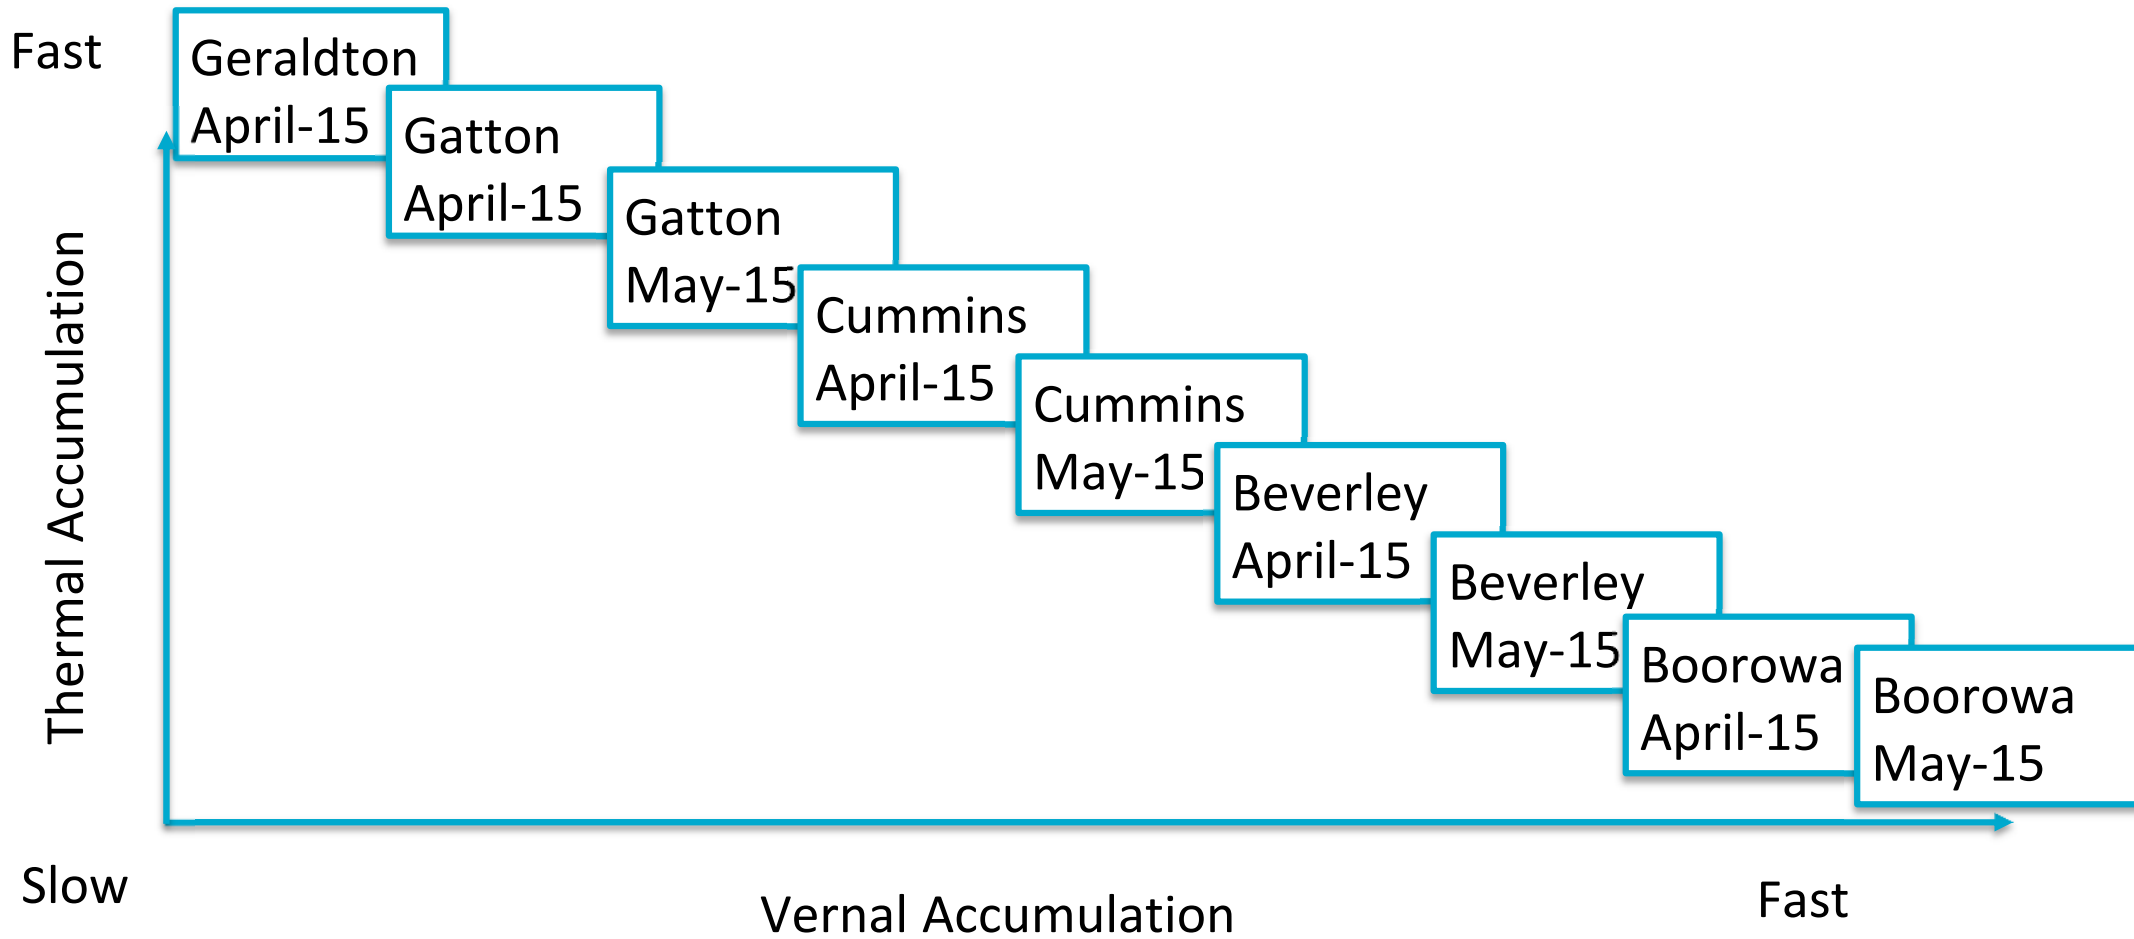 Fast
Geraldton
April-15
Gatton
April-15
Gatton
May-15
Cummins
April-15
Cummins
May-15
Beverley
April-15
Beverley
May-15
Boorowa
April-15
Boorowa
May-15
Thermal Accumulation
Slow
Vernal Accumulation
Fast